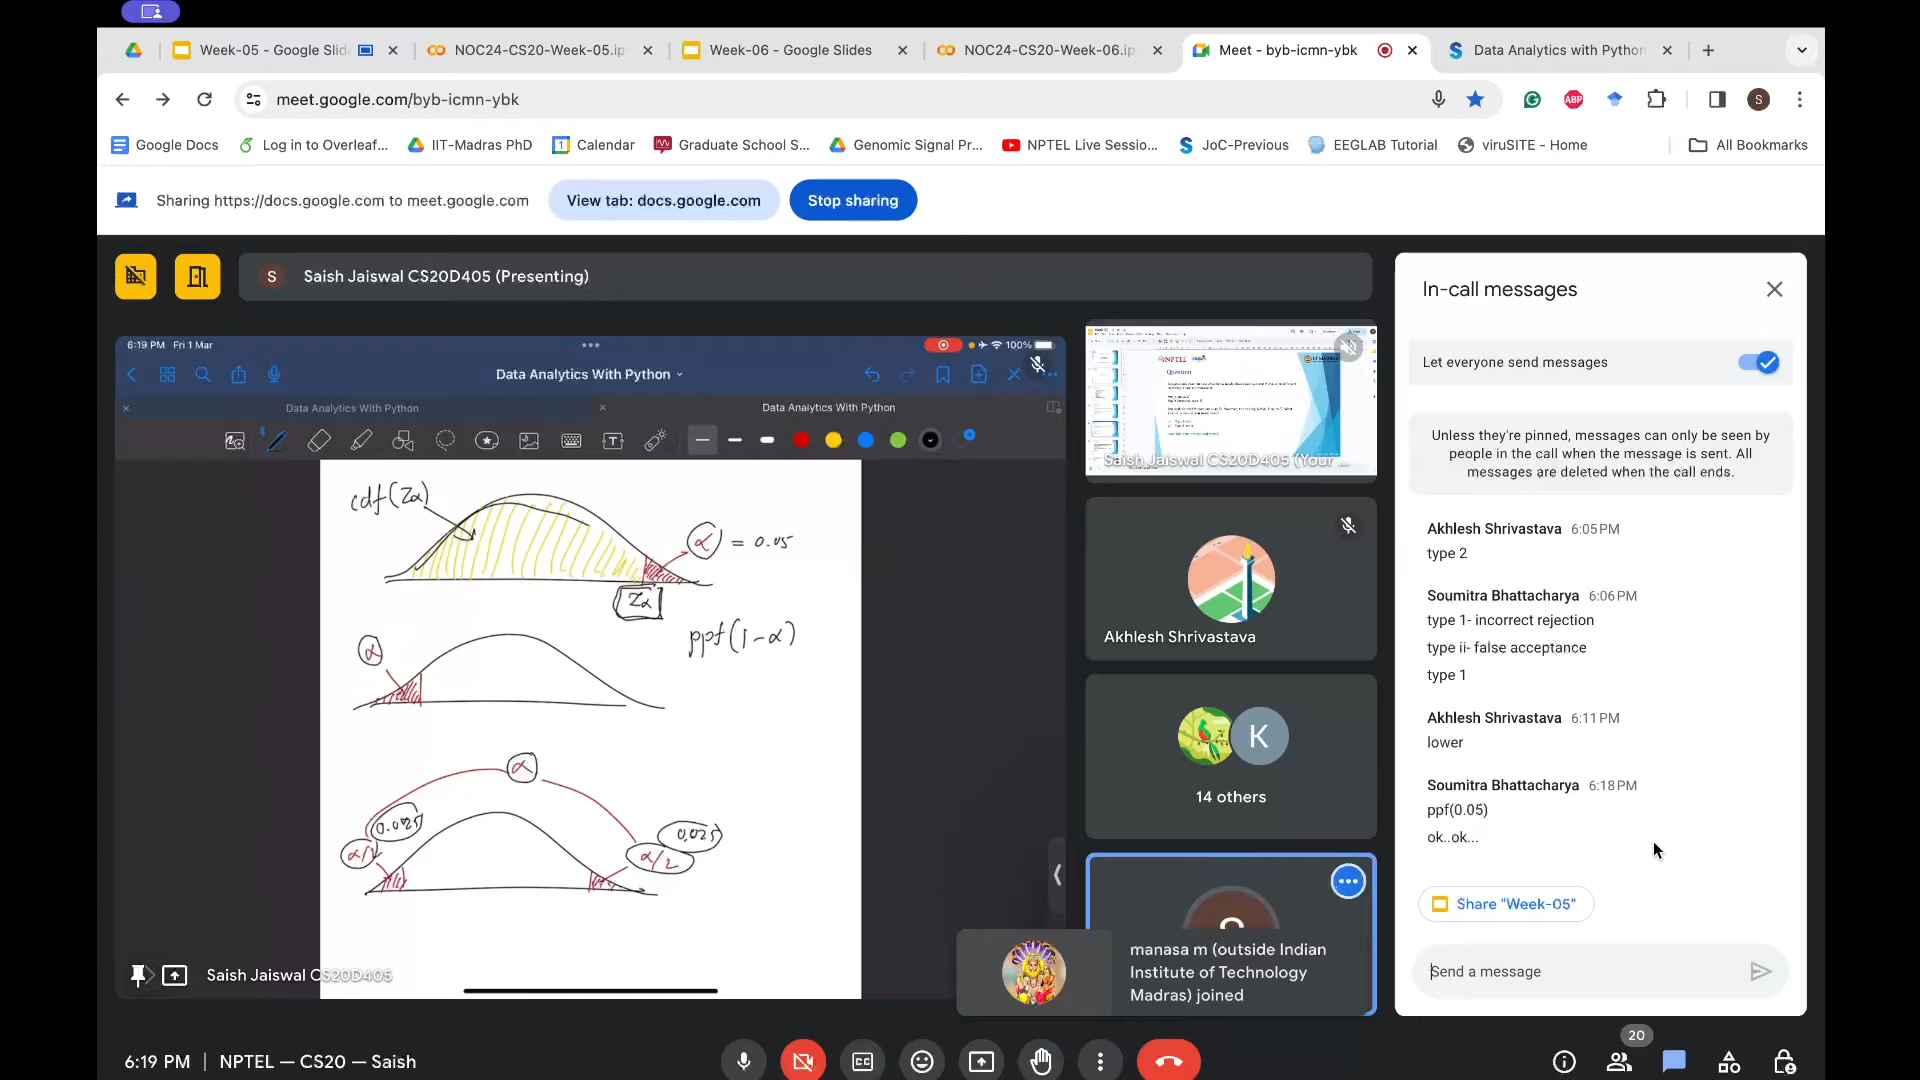 Week-05 - Google Slid
NOC24-CS20-Week-05.ip
Week-06 - Google Slides
NOC24-CS20-Week-06.ip
Meet - byb-icmn-ybk
Data Analytics with Python
meet.google.com/byb-icmn-ybk
ABP
S
Google Docs
Log in to Overleaf...
IIT-Madras PhD
Calendar
Graduate School S...
Genomic Signal Pr...
NPTEL Live Sessio...
JoC-Previous
EEGLAB Tutorial
viruSITE - Home
All Bookmarks
Sharing https://docs.google.com to meet.google.com
View tab: docs.google.com
Stop sharing
S
Saish Jaiswal CS20D405 (Presenting)
6:19 PM Fri 1 Mar
100%
Data Analytics With Python
Data Analytics With Python
Data Analytics With Python
cdf(Zα)
α = 0.05
Zα
ppf(1-α)
α
α
0.025
0.025
α/2
α/2
Saish Jaiswal CS20D405
NPTEL
Question
Saish Jaiswal CS20D405 (Your ...
Akhlesh Shrivastava
K
14 others
manasa m (outside Indian
Institute of Technology
Madras) joined
In-call messages
Let everyone send messages
Unless they're pinned, messages can only be seen by
people in the call when the message is sent. All
messages are deleted when the call ends.
Akhlesh Shrivastava 6:05 PM
type 2
Soumitra Bhattacharya 6:06 PM
type 1- incorrect rejection
type ii- false acceptance
type 1
Akhlesh Shrivastava 6:11 PM
lower
Soumitra Bhattacharya 6:18 PM
ppf(0.05)
ok..ok...
Share "Week-05"
Send a message
6:19 PM | NPTEL — CS20 — Saish
20